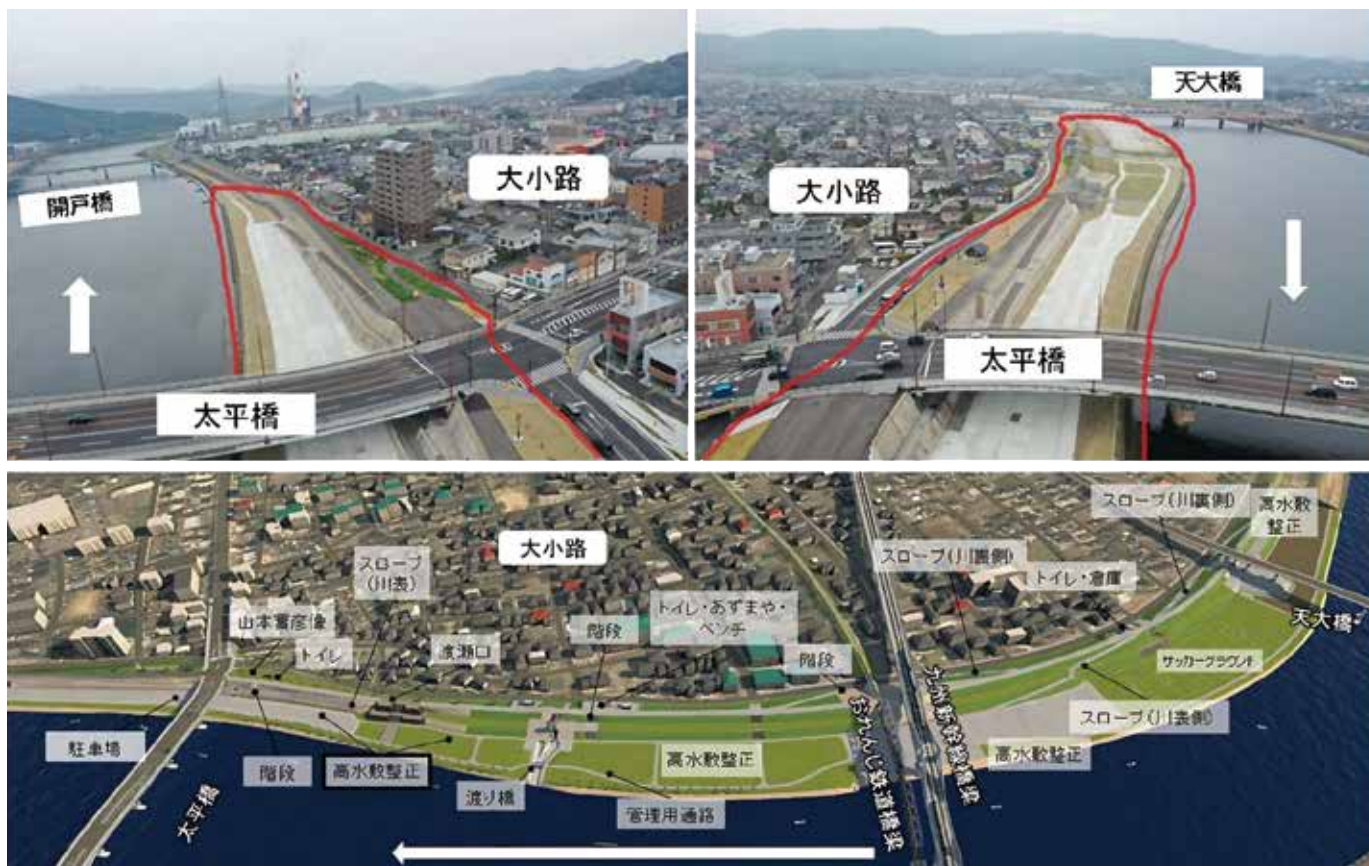 開戸橋
大小路
太平橋
天大橋
大小路
太平橋
スロープ(川裏側)
高水敷
整正
大小路
スロープ
(川表)
スロープ(川裏側)
トイレ・倉庫
トイレ・あずまや・
ベンチ
階段
山本實彦像
トイレ
渡瀬口
階段
天大橋
サッカーグラウンド
スロープ(川裏側)
九州新幹線橋梁
おれんじ鉄道橋梁
駐車場
階段
高水敷整正
高水敷整正
高水敷整正
渡り橋
管理用通路
太平橋